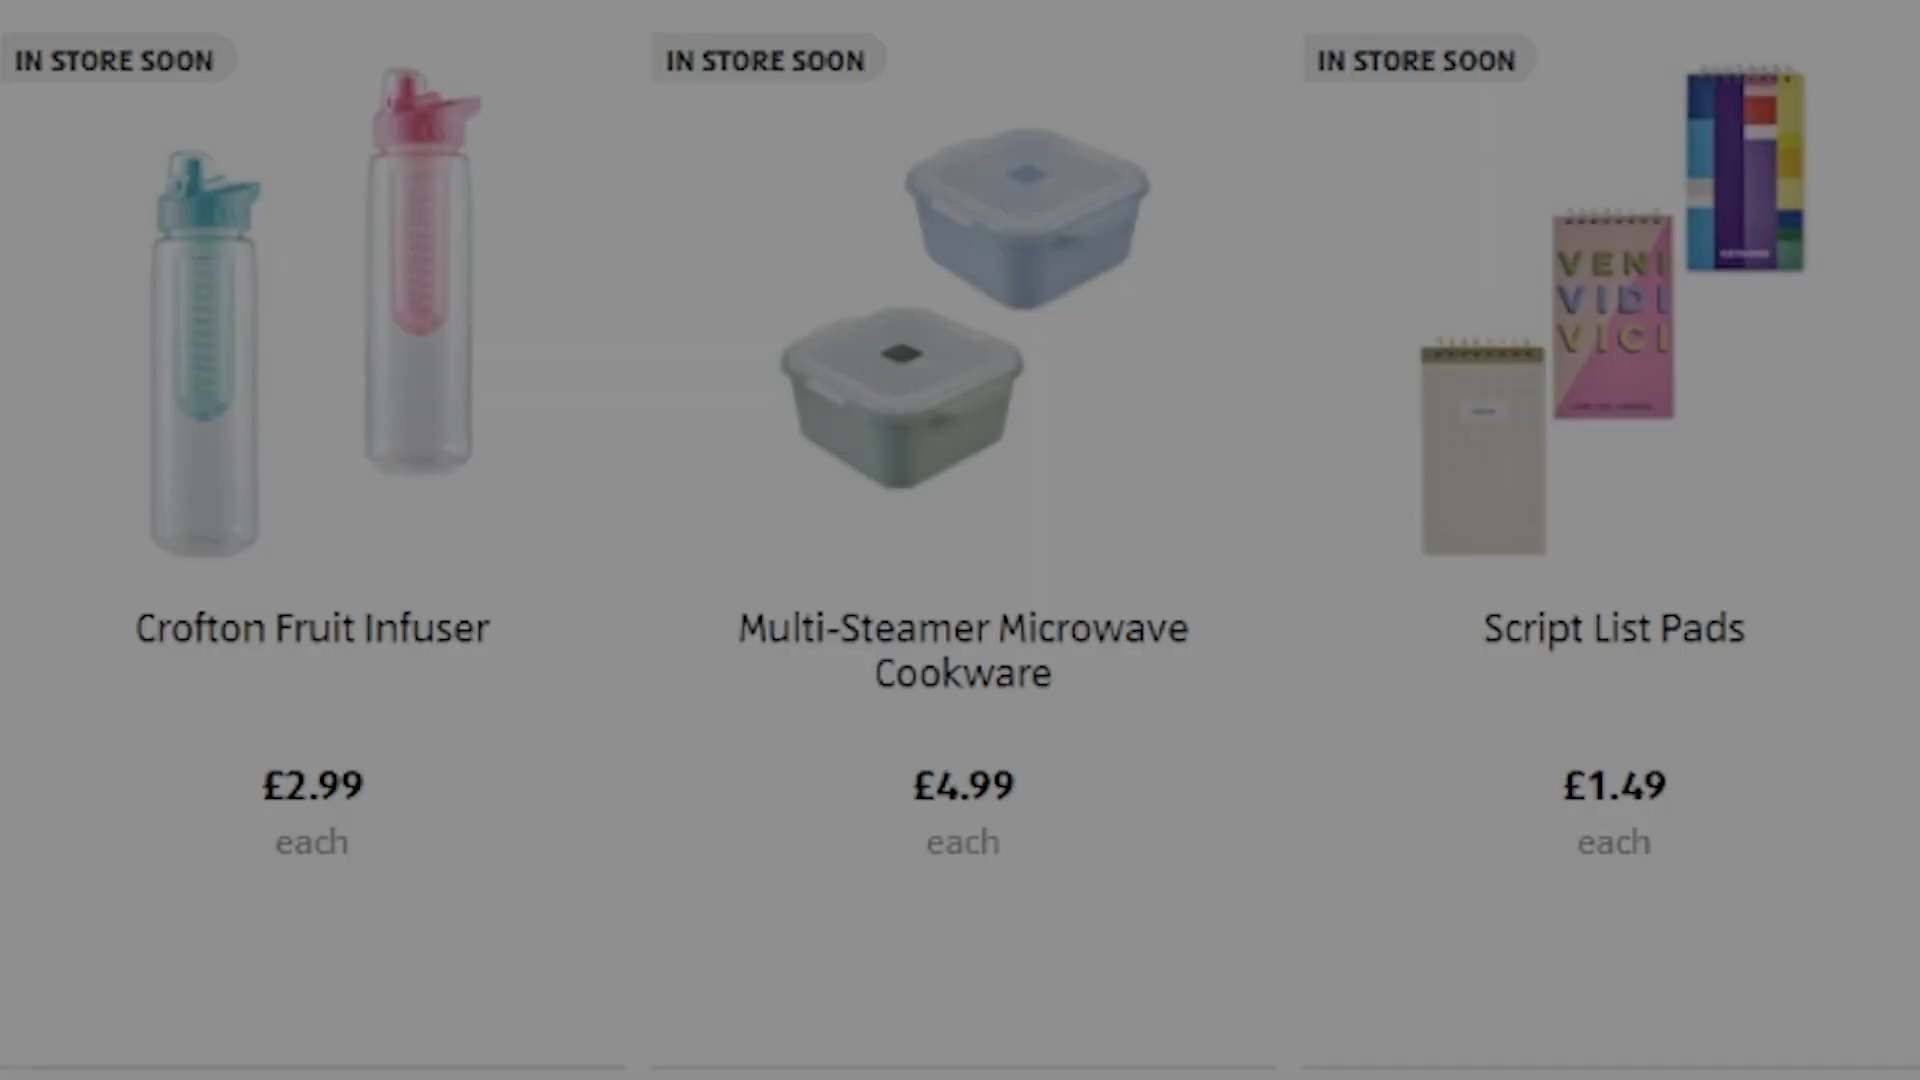 IN STORE SOON
IN STORE SOON
IN STORE SOON
VENI
VIDI
VICI
Crofton Fruit Infuser
Multi-Steamer Microwave
Cookware
Script List Pads
£2.99
£4.99
£1.49
each
each
each